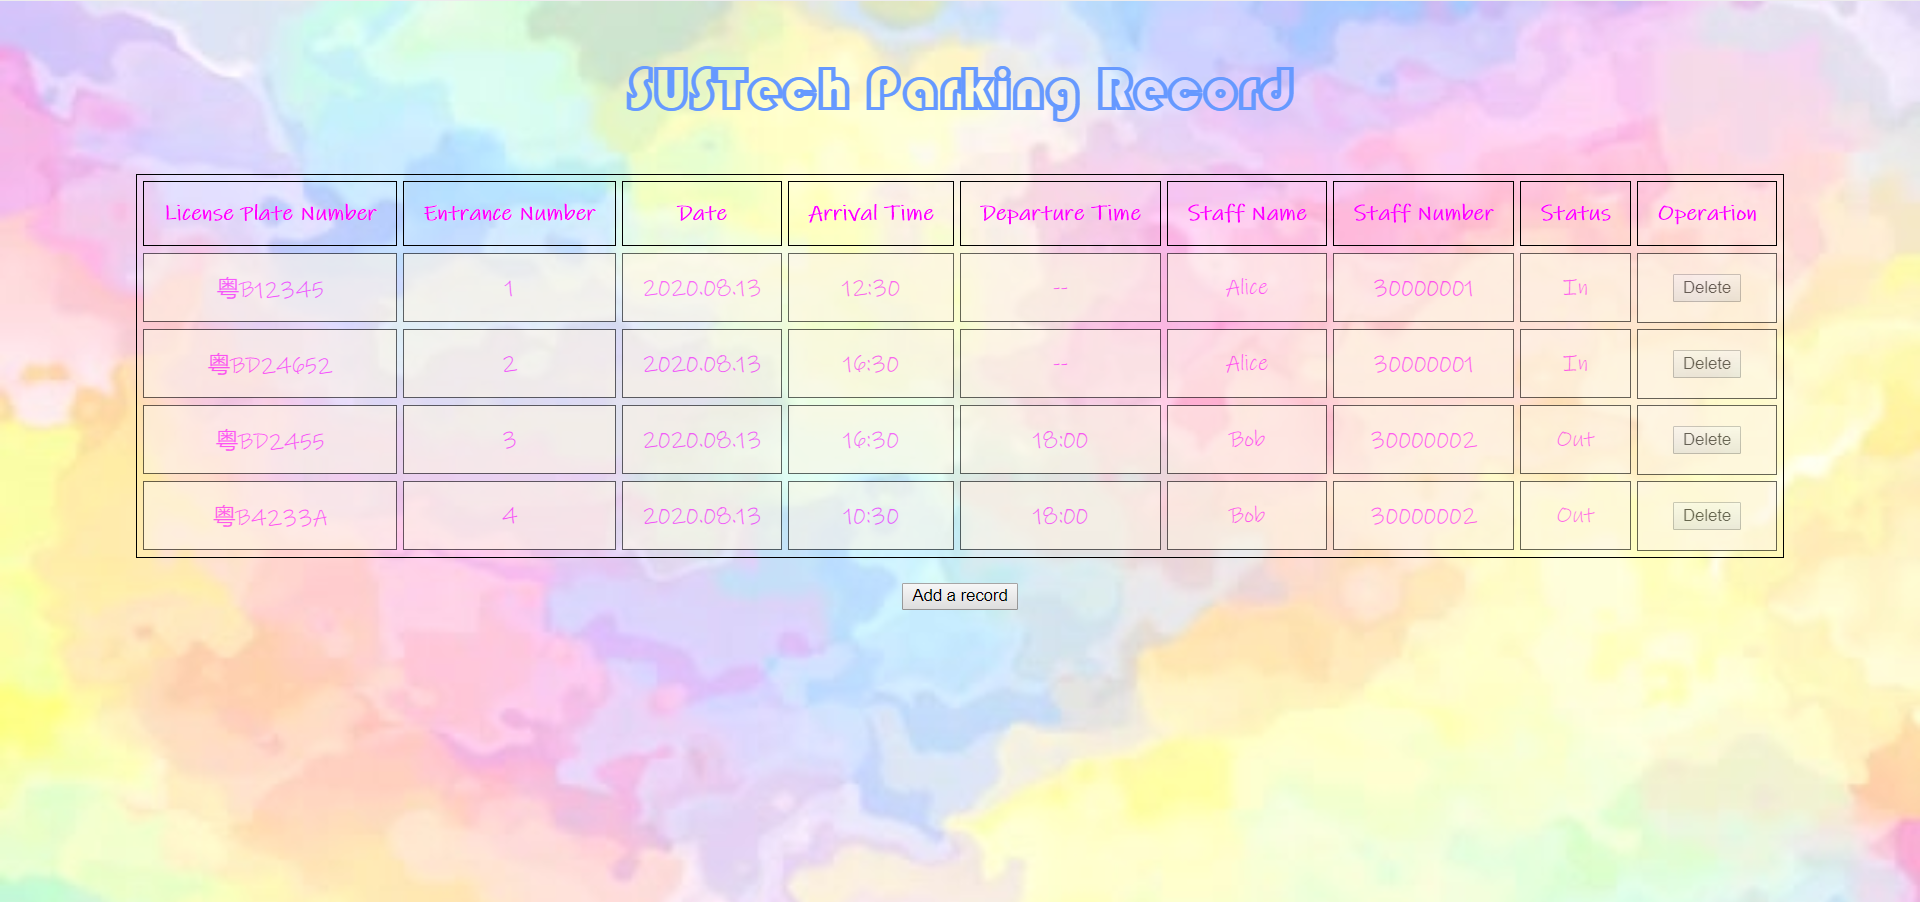 SUSTech Parking Record
License Plate Number Entrance Number Date Arrival Time Departure Time Staff Name Staff Number Status Operation
粤B12345 1 2020.08.13 12:30 -- Alice 30000001 In Delete
粤BD24652 2 2020.08.13 16:30 -- Alice 30000001 In Delete
粤BD2455 3 2020.08.13 16:30 18:00 Bob 30000002 Out Delete
粤B4233A 4 2020.08.13 10:30 18:00 Bob 30000002 Out Delete
Add a record